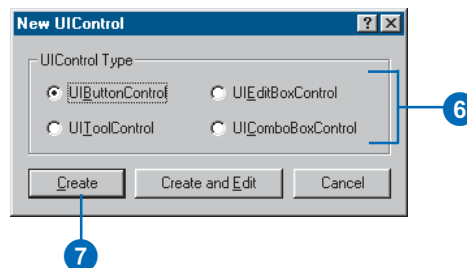 New UIControl ? ×
UIControl Type
UIButtonControl UIEditBoxControl
UIToolControl UIComboBoxControl
6
Create Create and Edit Cancel
7